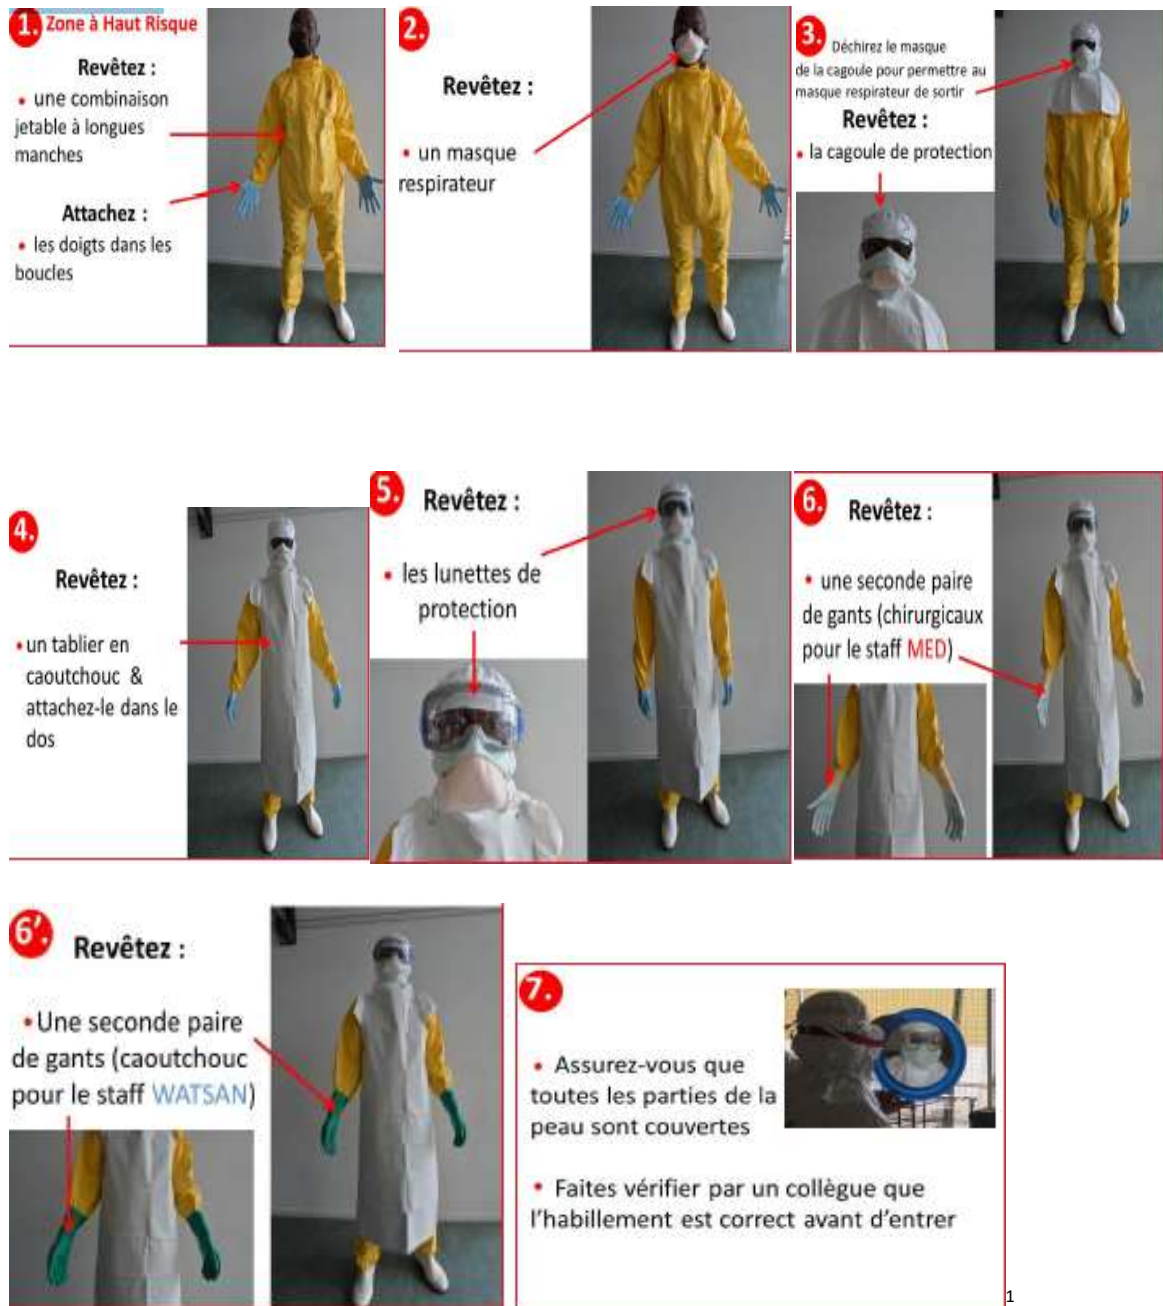 1. Zone à Haut Risque
Revêtez :
• une combinaison
jetable à longues
manches
Attachez :
• les doigts dans les
boucles
2.
Revêtez :
• un masque
respirateur
3. Déchirez le masque
de la cagoule pour permettre au
masque respirateur de sortir
Revêtez :
• la cagoule de protection
4.
Revêtez :
• un tablier en
caoutchouc &
attachez-le dans le
dos
5. Revêtez :
• les lunettes de
protection
6. Revêtez :
• une seconde paire
de gants (chirurgicaux
pour le staff MED)
6’. Revêtez :
• Une seconde paire
de gants (caoutchouc
pour le staff WATSAN)
7.
• Assurez-vous que
toutes les parties de la
peau sont couvertes
• Faites vérifier par un collègue que
l’habillement est correct avant d’entrer
1